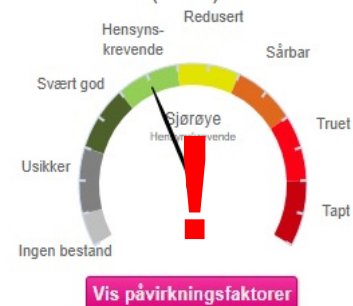 Redusert
Hensyns-
krevende
Sårbar
Svært god
Sjørøye
Truet
Usikker
Tapt
Ingen bestand
Vis påvirkningsfaktorer